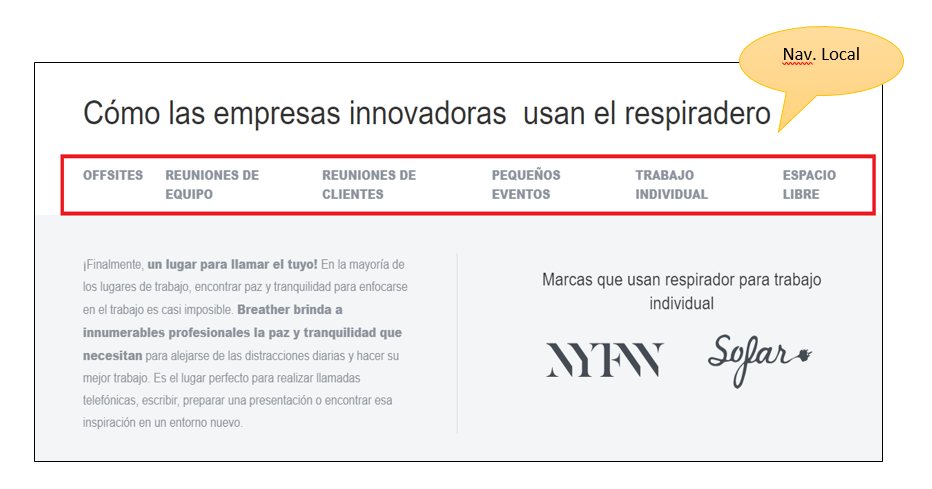 Nav. Local
Cómo las empresas innovadoras  usan el respiradero
OFFSITES
REUNIONES DE
EQUIPO
REUNIONES DE
CLIENTES
PEQUEÑOS
EVENTOS
TRABAJO
INDIVIDUAL
ESPACIO
LIBRE
¡Finalmente, un lugar para llamar el tuyo! En la mayoría de
los lugares de trabajo, encontrar paz y tranquilidad para enfocarse
en el trabajo es casi imposible. Breather brinda a
innumerables profesionales la paz y tranquilidad que
necesitan para alejarse de las distracciones diarias y hacer su
mejor trabajo. Es el lugar perfecto para realizar llamadas
telefónicas, escribir, preparar una presentación o encontrar esa
inspiración en un entorno nuevo.
Marcas que usan respirador para trabajo
individual
NYFW
Sofar